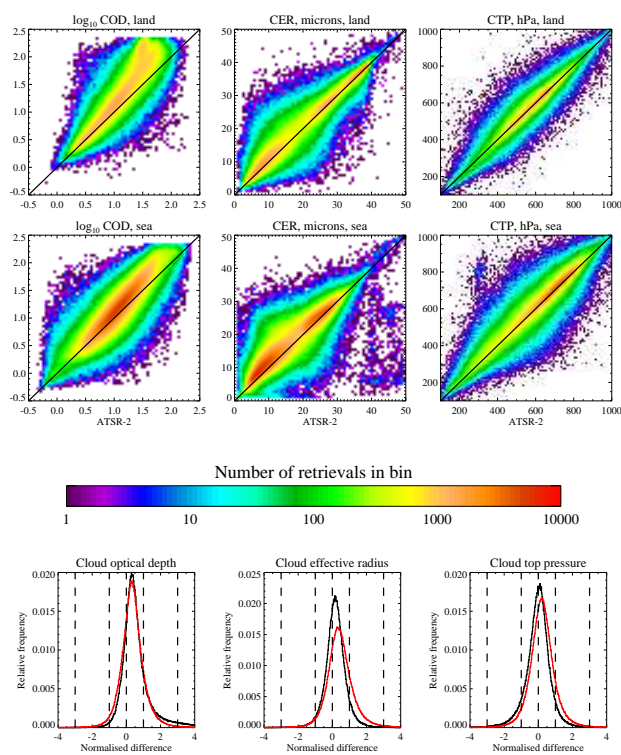 log10 COD, land
CER, microns, land
CTP, hPa, land
2.5
2.0
1.5
1.0
0.5
0.0
-0.5
-0.5 0.0 0.5 1.0 1.5 2.0 2.5
50
40
30
20
10
0
0 10 20 30 40 50
1000
800
600
400
200
200 400 600 800 1000
log10 COD, sea
CER, microns, sea
CTP, hPa, sea
2.5
2.0
1.5
1.0
0.5
0.0
-0.5
-0.5 0.0 0.5 1.0 1.5 2.0 2.5
ATSR-2
50
40
30
20
10
0
0 10 20 30 40 50
ATSR-2
1000
800
600
400
200
200 400 600 800 1000
ATSR-2
Number of retrievals in bin
1 10 100 1000 10000
Cloud optical depth
0.020
0.015
0.010
0.005
0.000
Relative frequency
-4 -2 0 2 4
Normalised difference
Cloud effective radius
0.025
0.020
0.015
0.010
0.005
0.000
Relative frequency
-4 -2 0 2 4
Normalised difference
Cloud top pressure
0.020
0.015
0.010
0.005
0.000
Relative frequency
-4 -2 0 2 4
Normalised difference